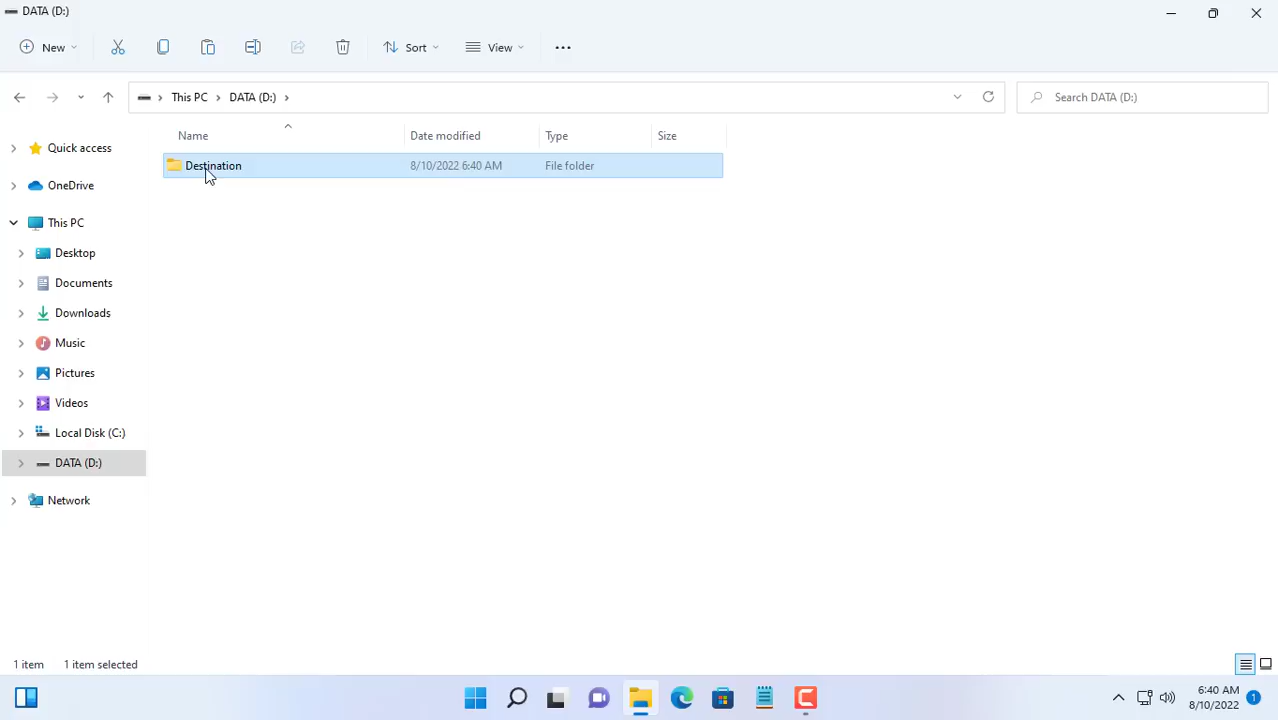 DATA (D:)
New
Sort
View
This PC
DATA (D:)
Search DATA (D:)
Name
Date modified
Type
Size
Destination
8/10/2022 6:40 AM
File folder
Quick access
OneDrive
This PC
Desktop
Documents
Downloads
Music
Pictures
Videos
Local Disk (C:)
DATA (D:)
Network
1 item
1 item selected
6:40 AM
8/10/2022
1